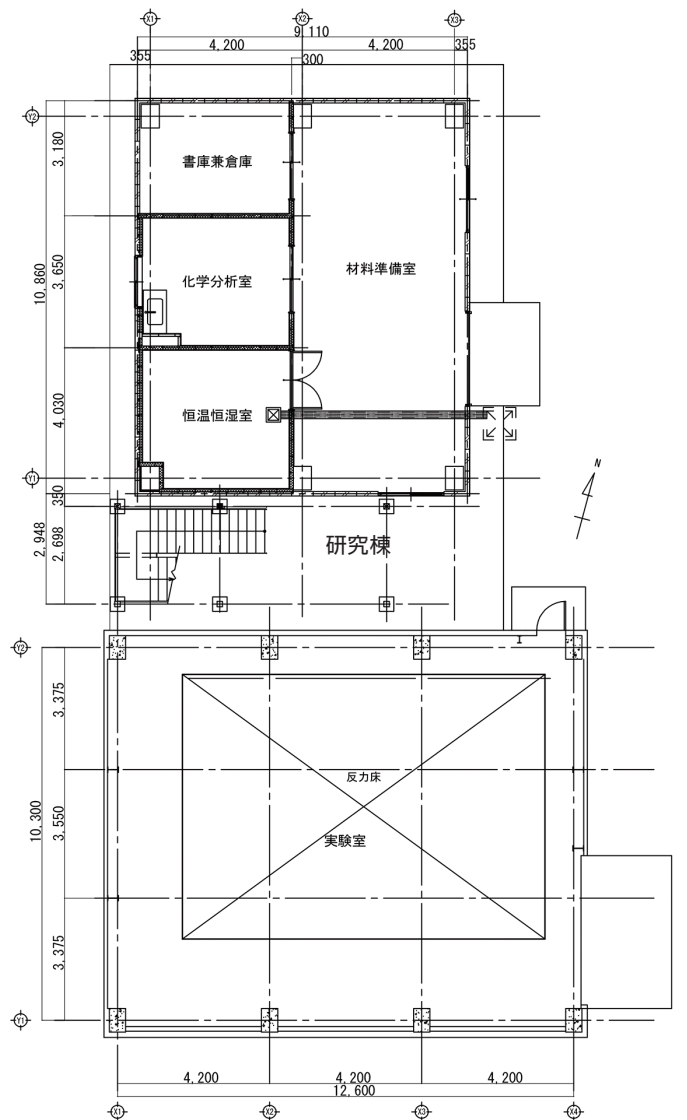 X1
X2
X3
9,110
4,200
4,200
355
355
300
Y2
3,180
書庫兼倉庫
10,860
3,650
化学分析室
材料準備室
4,030
恒温恒湿室
Y1
350
N
2,948
2,698
研究棟
Y2
3,375
反力床
10,300
3,550
実験室
3,375
Y1
4,200
4,200
4,200
12,600
X1
X2
X3
X4